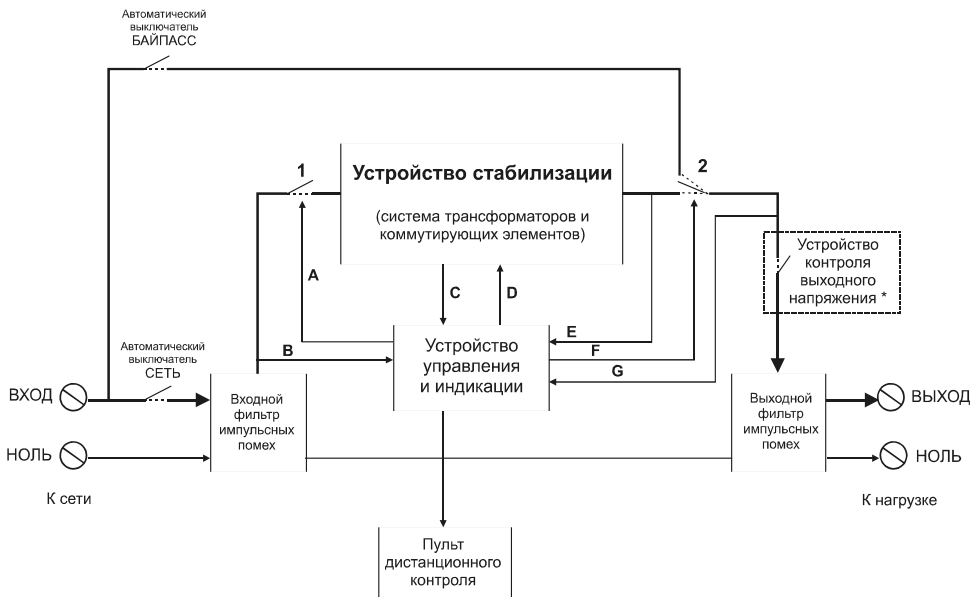 Автоматический
выключатель
БАЙПАСС
1
Устройство стабилизации
(система трансформаторов и
коммутирующих элементов)
2
Устройство
контроля
выходного
напряжения *
A
C
D
E
F
G
B
Устройство
управления
и индикации
Автоматический
выключатель
СЕТЬ
ВХОД
Входной
фильтр
импульсных
помех
Выходной
фильтр
импульсных
помех
ВЫХОД
НОЛЬ
НОЛЬ
К сети
К нагрузке
Пульт
дистанционного
контроля